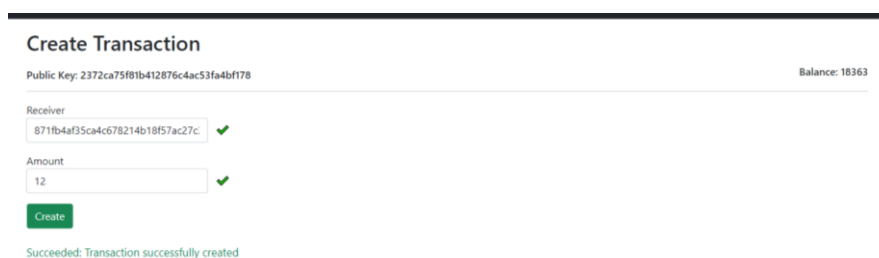 Create Transaction
Public Key: 2372ca75f81b412876c4ac53fa4bf178
Balance: 18363
Receiver
871fb4af35ca4c678214b18f57ac27c
Amount
12
Create
Succeeded: Transaction successfully created